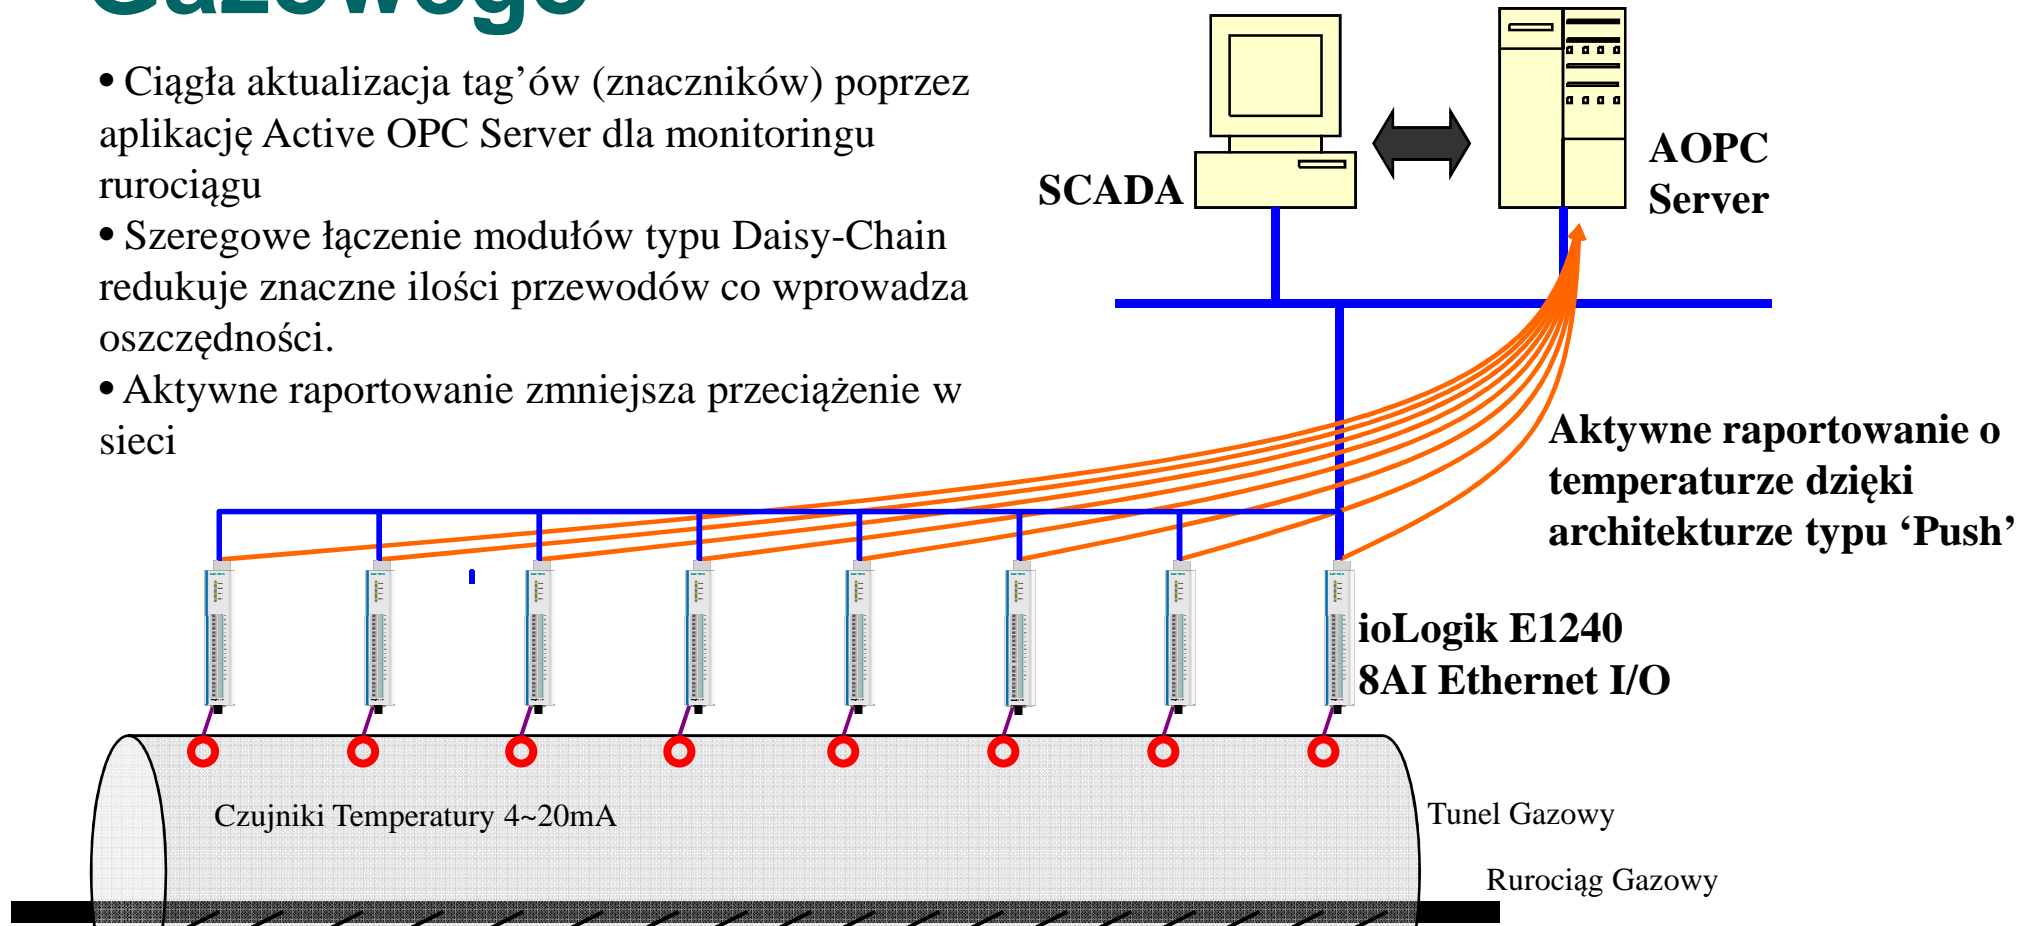 Gazowego
• Ciągła aktualizacja tag’ów (znaczników) poprzez
aplikację Active OPC Server dla monitoringu
rurociągu
• Szeregowe łączenie modułów typu Daisy-Chain
redukuje znaczne ilości przewodów co wprowadza
oszczędności.
• Aktywne raportowanie zmniejsza przeciążenie w
sieci
SCADA
AOPC
Server
Aktywne raportowanie o
temperaturze dzięki
architekturze typu ‘Push’
ioLogik E1240
8AI Ethernet I/O
Czujniki Temperatury 4~20mA
Tunel Gazowy
Rurociąg Gazowy